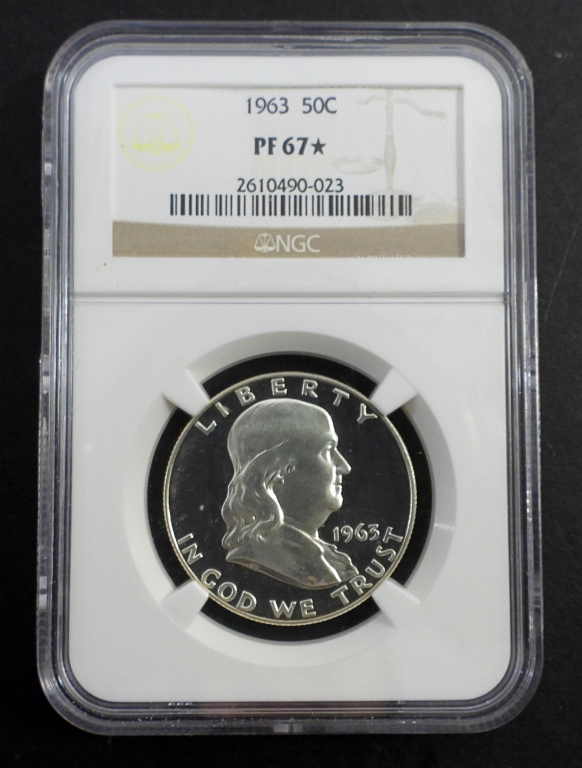 1963 50C
PF 67★
2610490-023
NGC
LIBERTY
1963
IN GOD WE TRUST